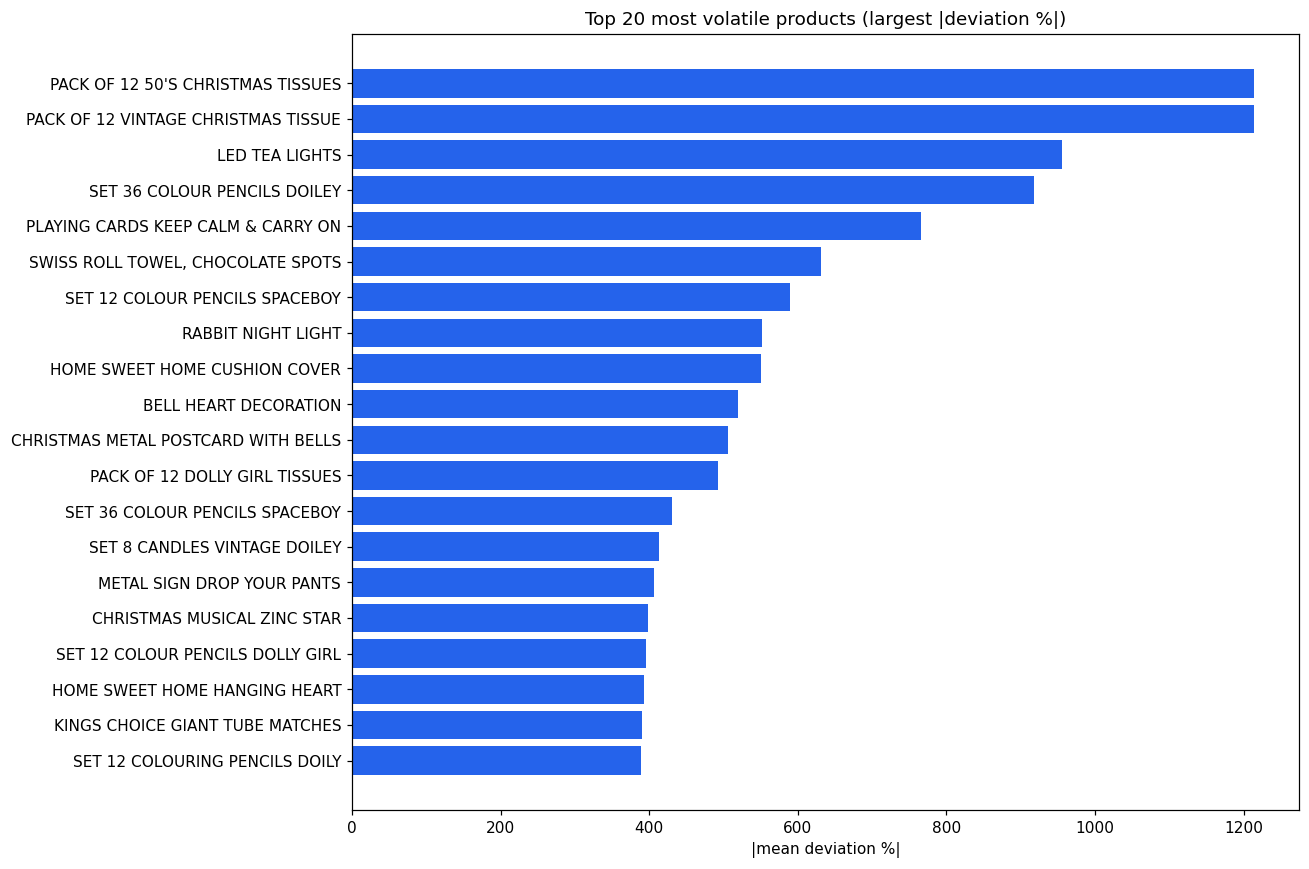 Top 20 most volatile products (largest |deviation %|)
PACK OF 12 50'S CHRISTMAS TISSUES
PACK OF 12 VINTAGE CHRISTMAS TISSUE
LED TEA LIGHTS
SET 36 COLOUR PENCILS DOILEY
PLAYING CARDS KEEP CALM & CARRY ON
SWISS ROLL TOWEL, CHOCOLATE SPOTS
SET 12 COLOUR PENCILS SPACEBOY
RABBIT NIGHT LIGHT
HOME SWEET HOME CUSHION COVER
BELL HEART DECORATION
CHRISTMAS METAL POSTCARD WITH BELLS
PACK OF 12 DOLLY GIRL TISSUES
SET 36 COLOUR PENCILS SPACEBOY
SET 8 CANDLES VINTAGE DOILEY
METAL SIGN DROP YOUR PANTS
CHRISTMAS MUSICAL ZINC STAR
SET 12 COLOUR PENCILS DOLLY GIRL
HOME SWEET HOME HANGING HEART
KINGS CHOICE GIANT TUBE MATCHES
SET 12 COLOURING PENCILS DOILY
0 200 400 600 800 1000 1200
|mean deviation %|